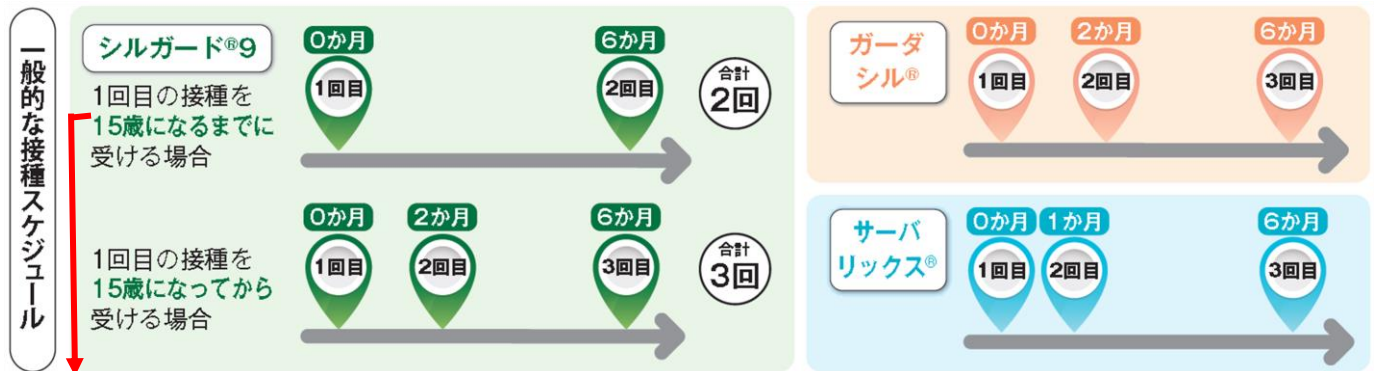 一般的な接種スケジュール
シルガード®9
1回目の接種を
15歳になるまでに
受ける場合
0か月
6か月
1回目
2回目
合計
2回
1回目の接種を
15歳になってから
受ける場合
0か月
2か月
6か月
1回目
2回目
3回目
合計
3回
ガーダ
シル®
0か月
2か月
6か月
1回目
2回目
3回目
サーバ
リックス®
0か月
1か月
6か月
1回目
2回目
3回目